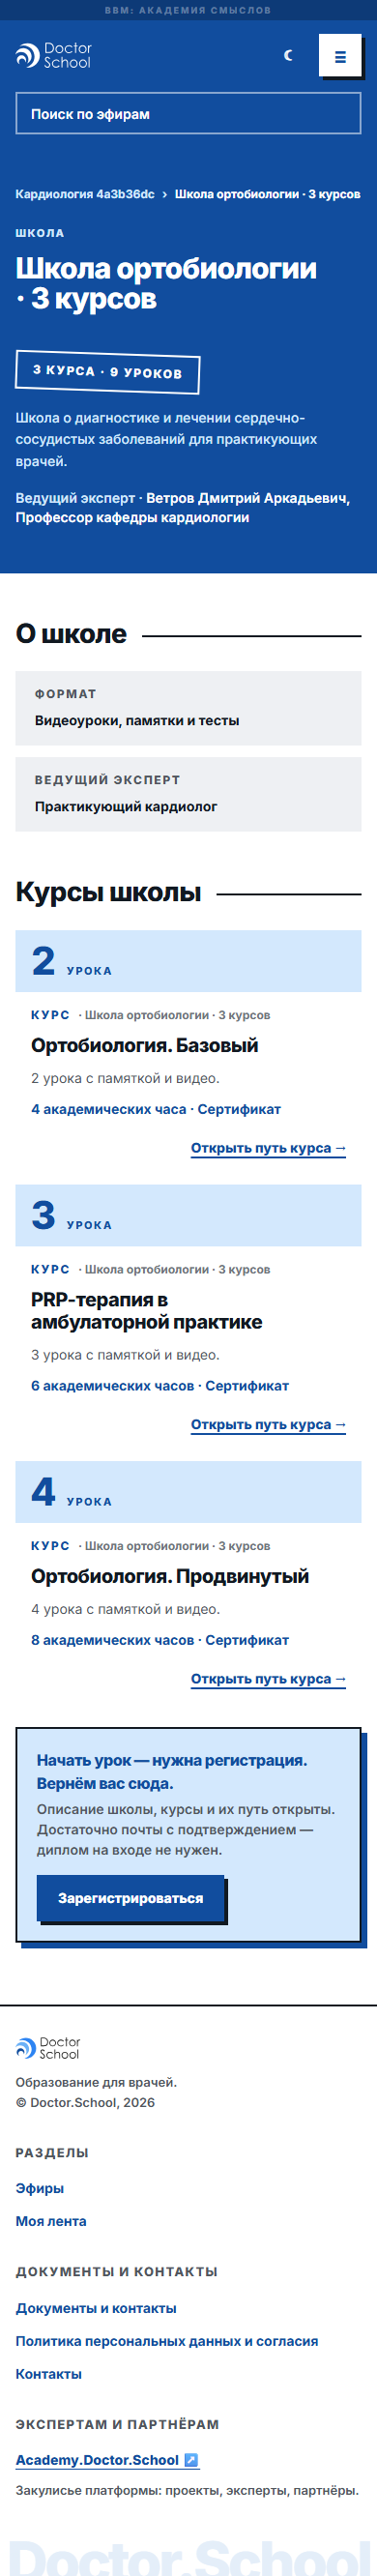 ВВМ: АКАДЕМИЯ СМЫСЛОВ
Doctor
School
Поиск по эфирам
Кардиология 4a3b36dc › Школа ортобиологии · 3 курсов
ШКОЛА
Школа ортобиологии
· 3 курсов
3 КУРСА · 9 УРОКОВ
Школа о диагностике и лечении сердечно-
сосудистых заболеваний для практикующих
врачей.
Ведущий эксперт · Ветров Дмитрий Аркадьевич,
Профессор кафедры кардиологии
О школе
ФОРМАТ
Видеоуроки, памятки и тесты
ВЕДУЩИЙ ЭКСПЕРТ
Практикующий кардиолог
Курсы школы
2 УРОКА
КУРС · Школа ортобиологии · 3 курсов
Ортобиология. Базовый
2 урока с памяткой и видео.
4 академических часа · Сертификат
Открыть путь курса →
3 УРОКА
КУРС · Школа ортобиологии · 3 курсов
PRP-терапия в
амбулаторной практике
3 урока с памяткой и видео.
6 академических часов · Сертификат
Открыть путь курса →
4 УРОКА
КУРС · Школа ортобиологии · 3 курсов
Ортобиология. Продвинутый
4 урока с памяткой и видео.
8 академических часов · Сертификат
Открыть путь курса →
Начать урок — нужна регистрация.
Вернём вас сюда.
Описание школы, курсы и их путь открыты.
Достаточно почты с подтверждением —
диплом на входе не нужен.
Зарегистрироваться
Doctor
School
Образование для врачей.
© Doctor.School, 2026
РАЗДЕЛЫ
Эфиры
Моя лента
ДОКУМЕНТЫ И КОНТАКТЫ
Документы и контакты
Политика персональных данных и согласия
Контакты
ЭКСПЕРТАМ И ПАРТНЁРАМ
Academy.Doctor.School ↗
Закулисье платформы: проекты, эксперты, партнёры.
Doctor.School